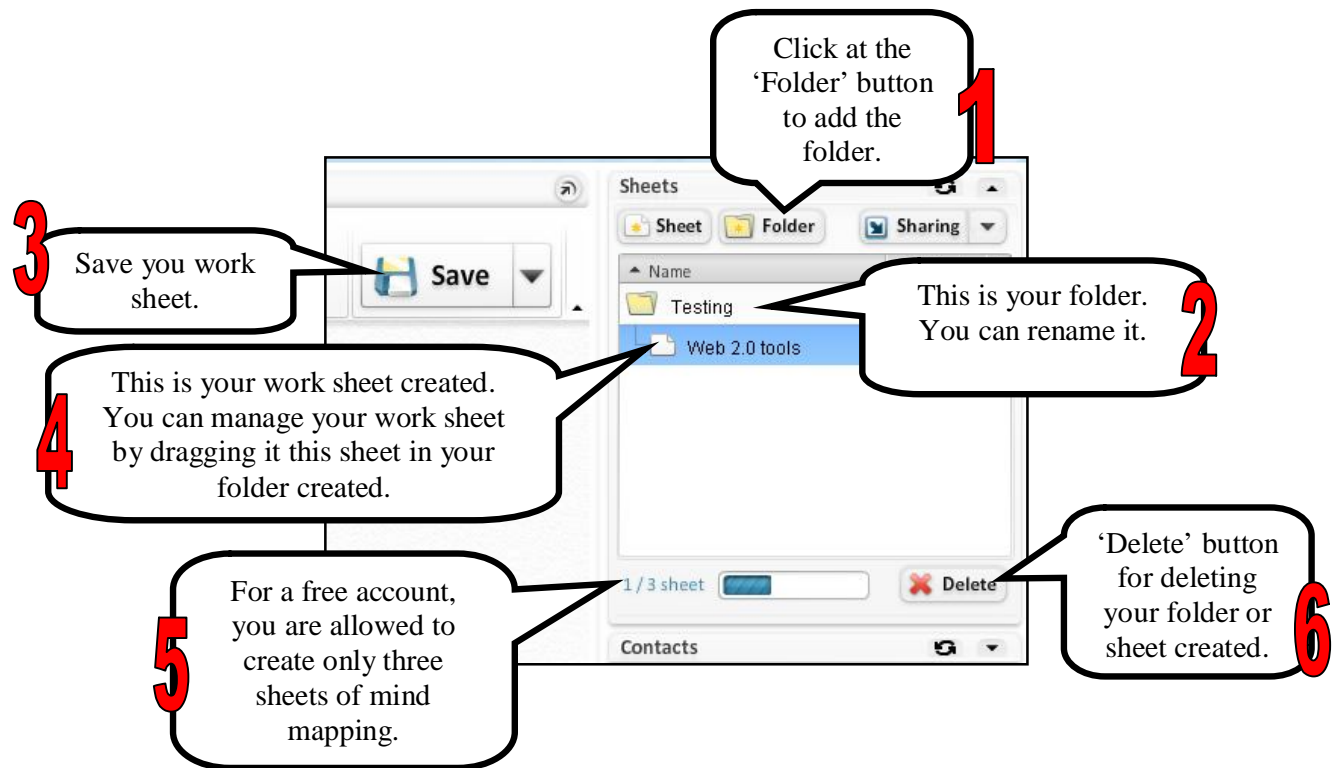 Click at the
‘Folder’ button
to add the
folder.
1
Sheets
Sheet
Folder
Sharing
3
Save you work
sheet.
Save
Name
Testing
This is your folder.
You can rename it.
2
Web 2.0 tools
4
This is your work sheet created.
You can manage your work sheet
by dragging it this sheet in your
folder created.
‘Delete’ button
for deleting
your folder or
sheet created.
6
1 / 3 sheet
Delete
5
For a free account,
you are allowed to
create only three
sheets of mind
mapping.
Contacts